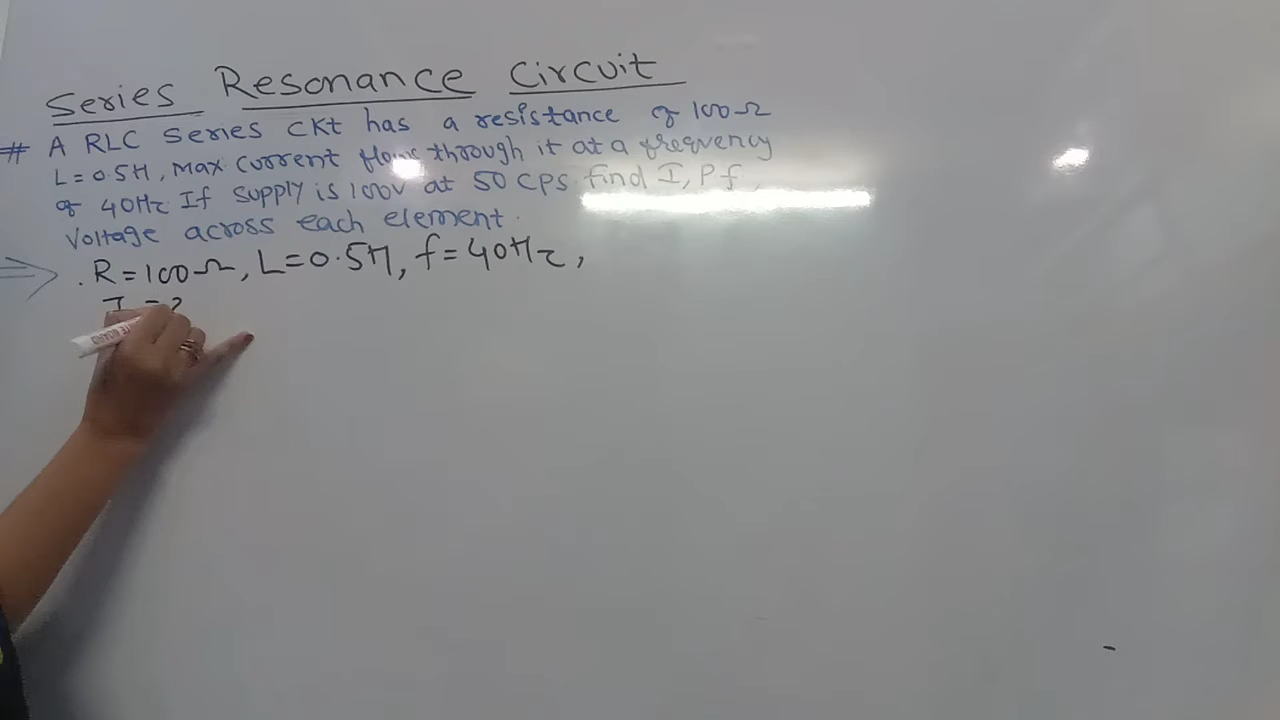 Series Resonance Circuit
# A RLC series CKt has a resistance of 100Ω
L=0.5H, Max current flows through it at a frequency
of 40Hz If supply is 100V at 50 CPS find I, Pf,
Voltage across each element.
⇒ . R=100Ω, L=0.5H, f=40Hz,
I = ?